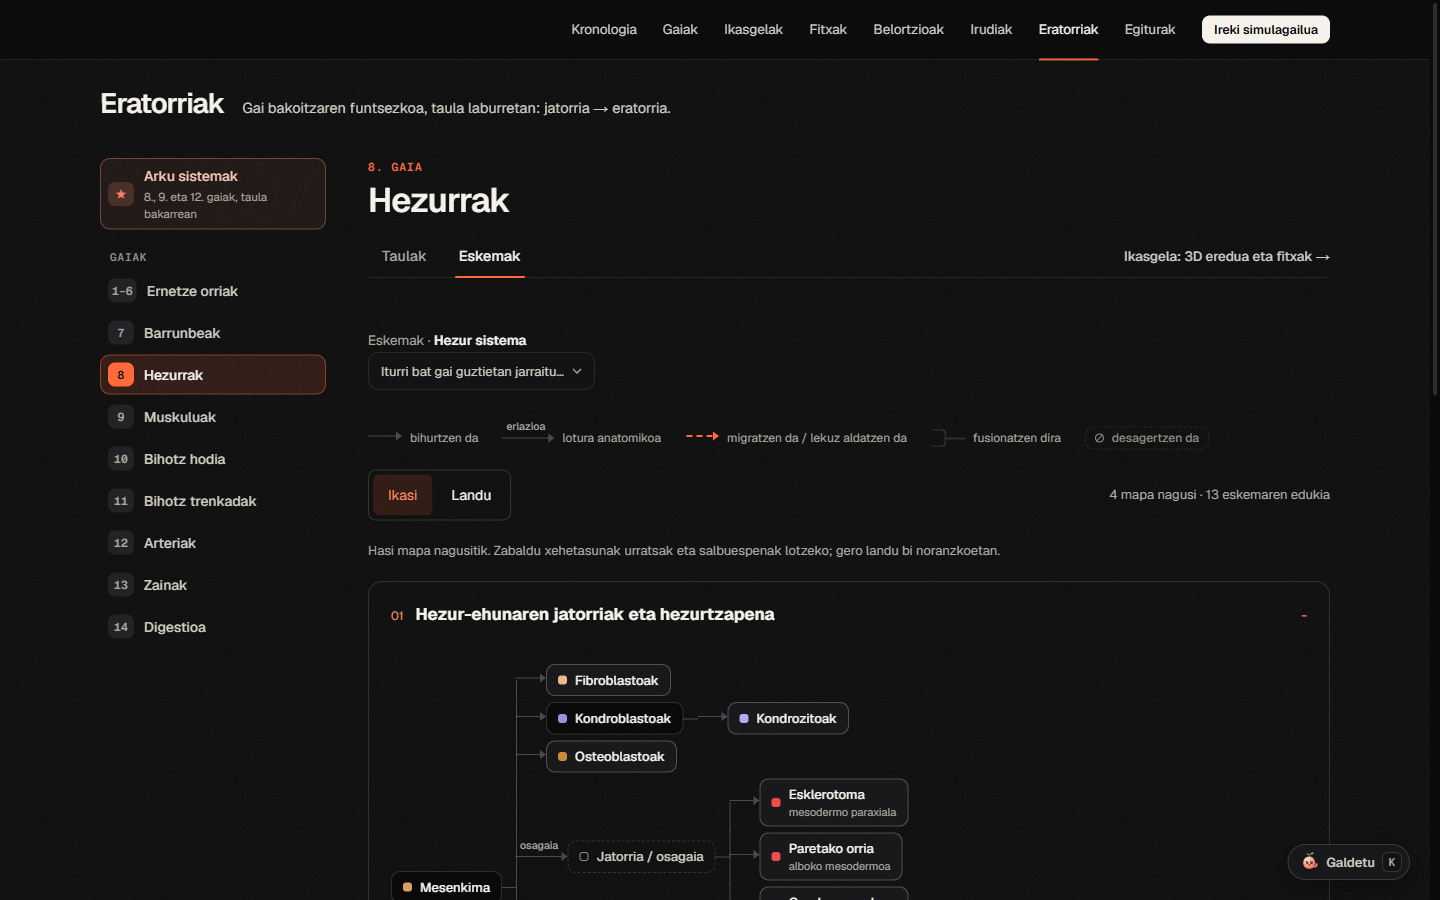 Kronologia
Gaiak
Ikasgelak
Fitxak
Belortzioak
Irudiak
Eratorriak
Egiturak
Ireki simulagailua
Eratorriak
Gai bakoitzaren funtsezkoa, taula laburretan: jatorria → eratorria.
Arku sistemak
8., 9. eta 12. gaiak, taula
bakarrean
GAIAK
1–6 Ernetze orriak
7 Barrunbeak
8 Hezurrak
9 Muskuluak
10 Bihotz hodia
11 Bihotz trenkadak
12 Arteriak
13 Zainak
14 Digestioa
8. GAIA
Hezurrak
Taulak
Eskemak
Ikasgela: 3D eredua eta fitxak →
Eskemak · Hezur sistema
Iturri bat gai guztietan jarraitu...
bihurtzen da
erlazioa
lotura anatomikoa
migratzen da / lekuz aldatzen da
fusionatzen dira
desagertzen da
Ikasi
Landu
4 mapa nagusi · 13 eskemaren edukia
Hasi mapa nagusitik. Zabaldu xehetasunak urratsak eta salbuespenak lotzeko; gero landu bi noranzkoetan.
01 Hezur-ehunaren jatorriak eta hezurtzapena -
Fibroblastoak
Kondroblastoak
Kondrozitoak
Osteoblastoak
Esklerotoma
mesodermo paraxiala
osagaia
Jatorria / osagaia
Paretako orria
alboko mesodermoa
Mesenkima
Galdetu K